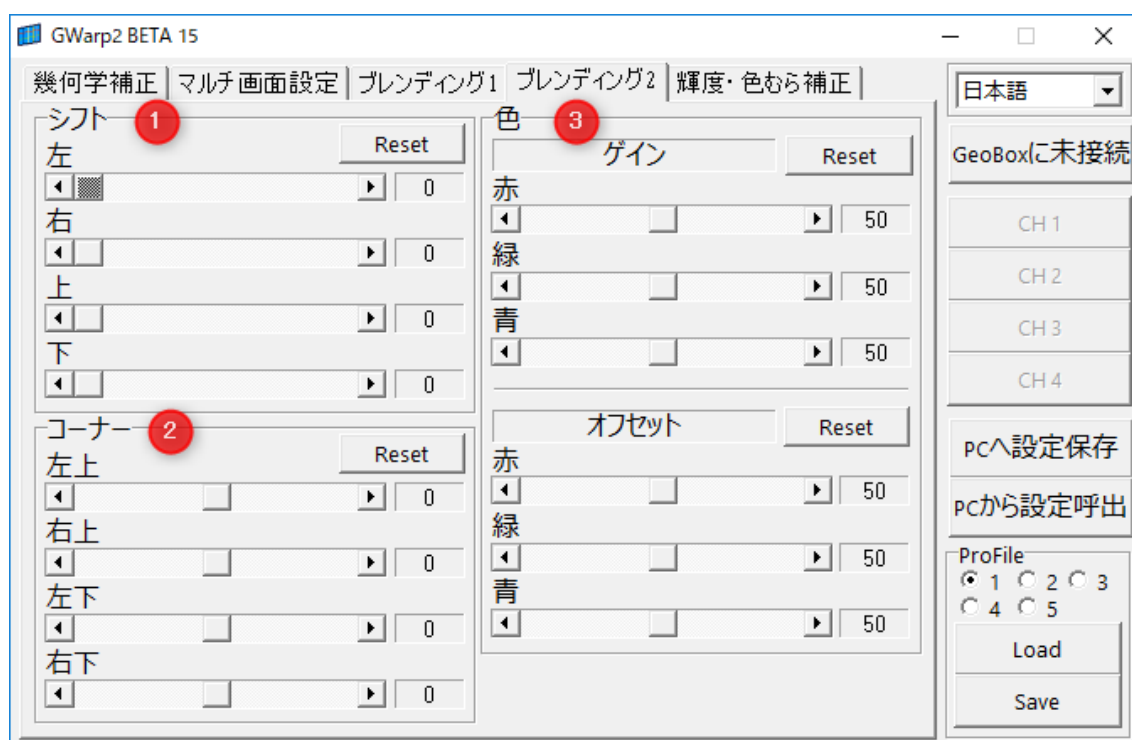 GWarp2 BETA 15
幾何学補正 マルチ画面設定 ブレンディング1 ブレンディング2 輝度・色むら補正
シフト 1
Reset
左
0
右
0
上
0
下
0
コーナー 2
Reset
左上
0
右上
0
左下
0
右下
0
色 3
ゲイン Reset
赤
50
緑
50
青
50
オフセット Reset
赤
50
緑
50
青
50
日本語
GeoBoxに未接続
CH 1
CH 2
CH 3
CH 4
PCへ設定保存
PCから設定呼出
ProFile
1 2 3
4 5
Load
Save